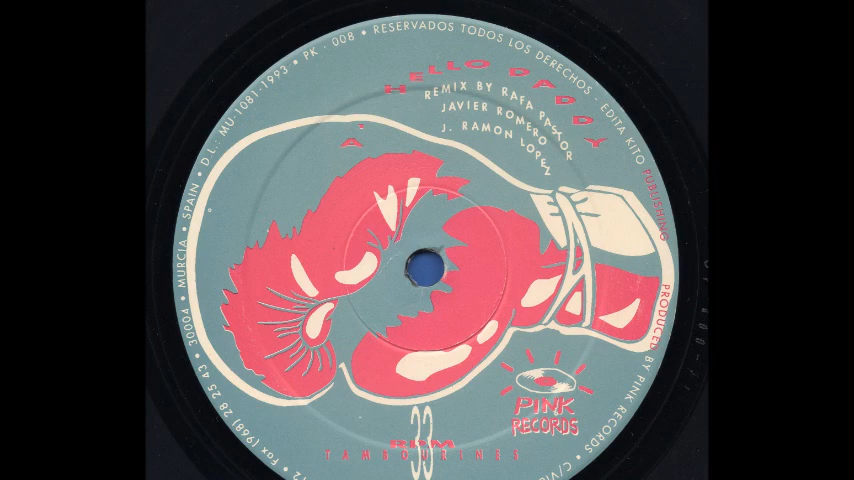 2 • Fax (968) 28 25 43 • 30004 • MURCIA • SPAIN • D.L.: MU-1081-1993 • PK - 008 • RESERVADOS TODOS LOS DERECHOS · EDITA KITO PUBLISHING
PRODUCED BY PINK RECORDS • C/
HELLO DADDY
REMIX BY RAFA PASTOR
JAVIER ROMERO
J. RAMON LOPEZ
'A'
PINK
RECORDS
33
RPM
TAMBOURINES